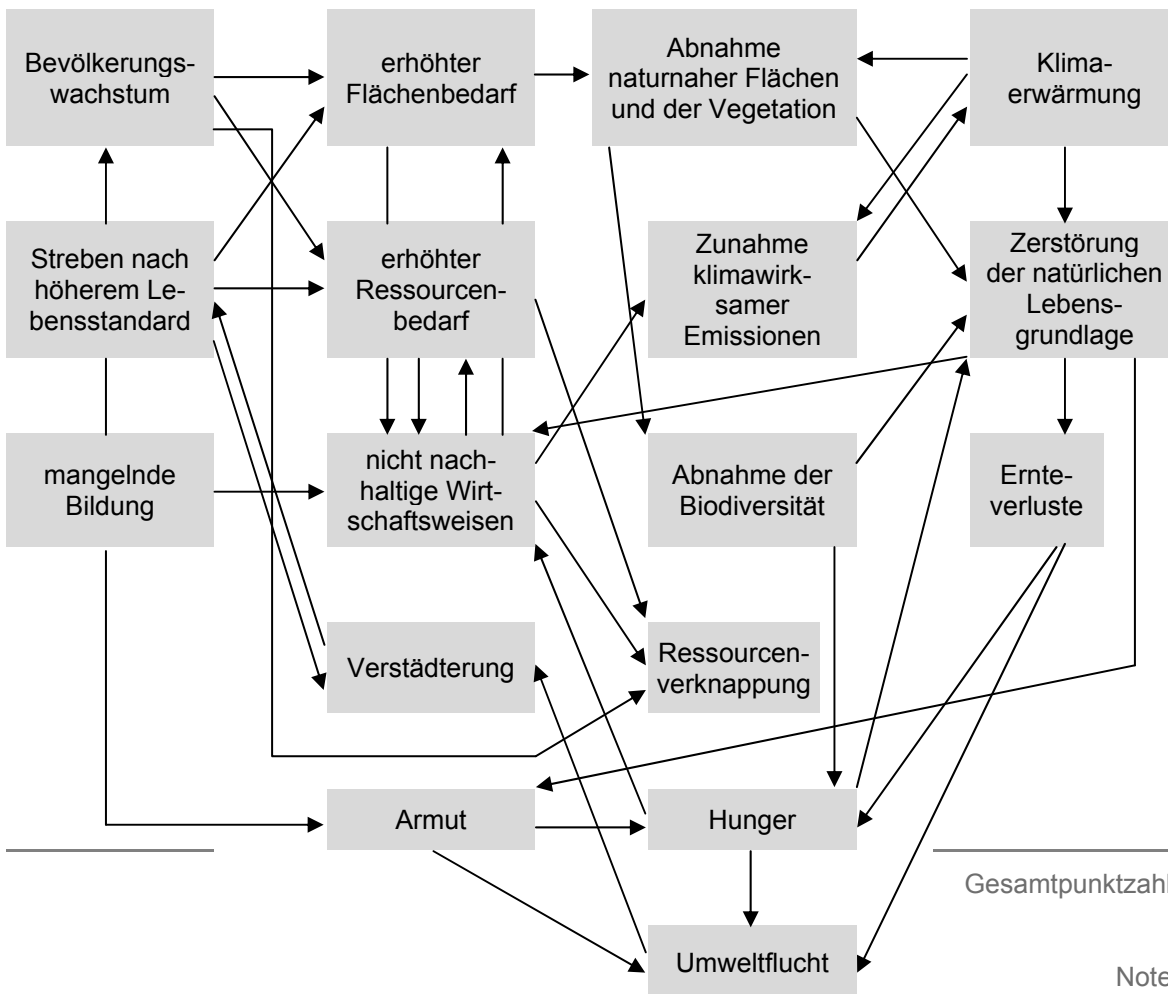 Bevölkerungs-
wachstum
erhöhter
Flächenbedarf
Abnahme
naturnaher Flächen
und der Vegetation
Klima-
erwärmung
Streben nach
höherem Le-
bensstandard
erhöhter
Ressourcen-
bedarf
Zunahme
klimawirk-
samer
Emissionen
Zerstörung
der natürlichen
Lebens-
grundlage
mangelnde
Bildung
nicht nach-
haltige Wirt-
schaftsweisen
Abnahme der
Biodiversität
Ernte-
verluste
Verstädterung
Ressourcen-
verknappung
Armut
Hunger
Gesamtpunktzahl
Umweltflucht
Note